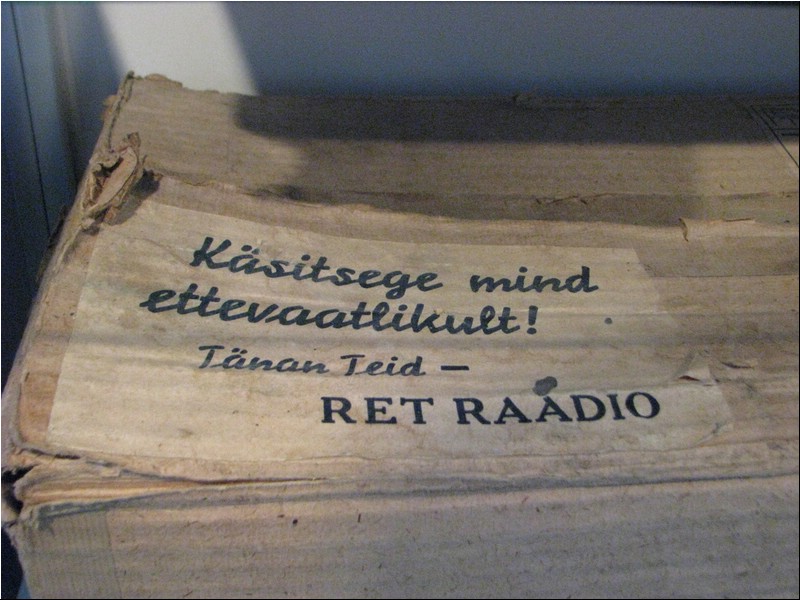 Käsitsege mind
ettevaatlikult!
Tänan Teid —
RET RAADIO